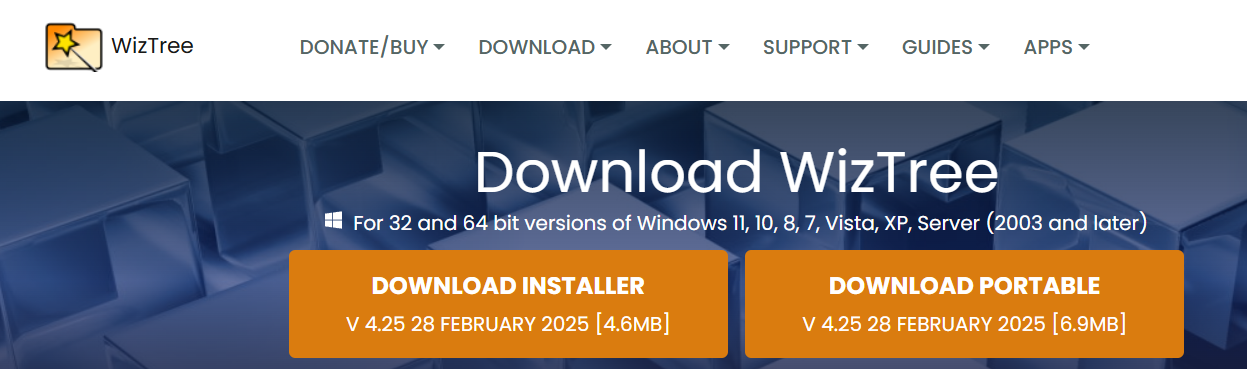 WizTree
DONATE/BUY DOWNLOAD ABOUT SUPPORT GUIDES APPS
Download WizTree
For 32 and 64 bit versions of Windows 11, 10, 8, 7, Vista, XP, Server (2003 and later)
DOWNLOAD INSTALLER
V 4.25 28 FEBRUARY 2025 [4.6MB]
DOWNLOAD PORTABLE
V 4.25 28 FEBRUARY 2025 [6.9MB]